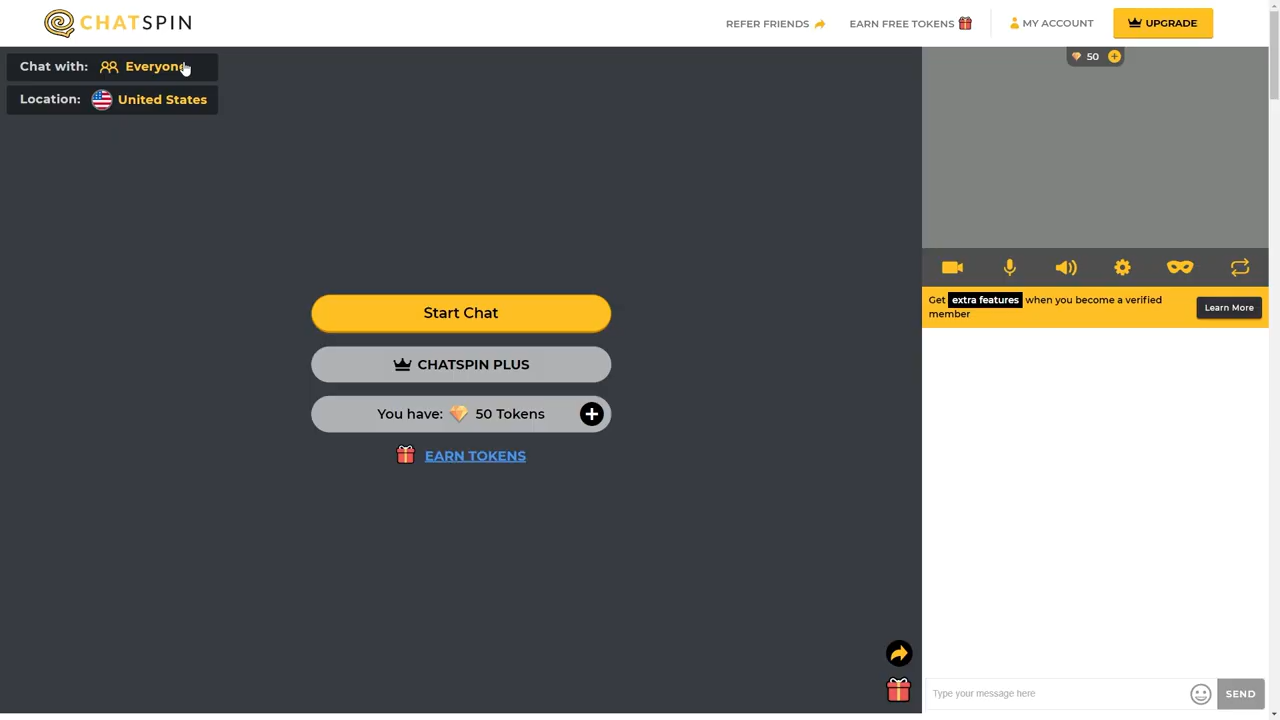 CHATSPIN
REFER FRIENDS
EARN FREE TOKENS
MY ACCOUNT
UPGRADE
Chat with: Everyone
Location: United States
50
Get extra features when you become a verified
member
Learn More
Start Chat
CHATSPIN PLUS
You have: 50 Tokens
EARN TOKENS
Type your message here
SEND